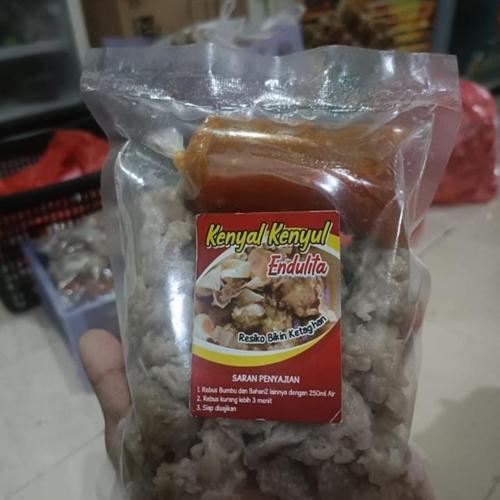 Kenyal Kenyul
Endulita
Resiko Bikin Ketaghan
SARAN PENYAJIAN
1. Rebus Bumbu dan Bahan2 lainnya dengan 250ml Air
2. Rebus kurang lebih 3 menit
3. Siap disajikan